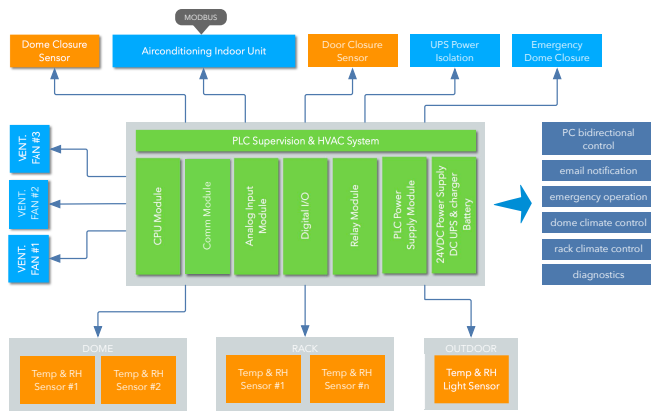 MODBUS
Dome Closure
Sensor
Airconditioning Indoor Unit
Door Closure
Sensor
UPS Power
Isolation
Emergency
Dome Closure
VENT.
FAN #3
VENT.
FAN #2
VENT.
FAN #1
PLC Supervision & HVAC System
CPU Module
Comm Module
Analog Input
Module
Digital I/O
Relay Module
PLC Power
Supply Module
24VDC Power Supply
DC UPS & charger
Battery
PC bidirectional
control
email notification
emergency operation
dome climate control
rack climate control
diagnostics
DOME
Temp & RH
Sensor #1
Temp & RH
Sensor #2
RACK
Temp & RH
Sensor #1
Temp & RH
Sensor #n
OUTDOOR
Temp & RH
Light Sensor